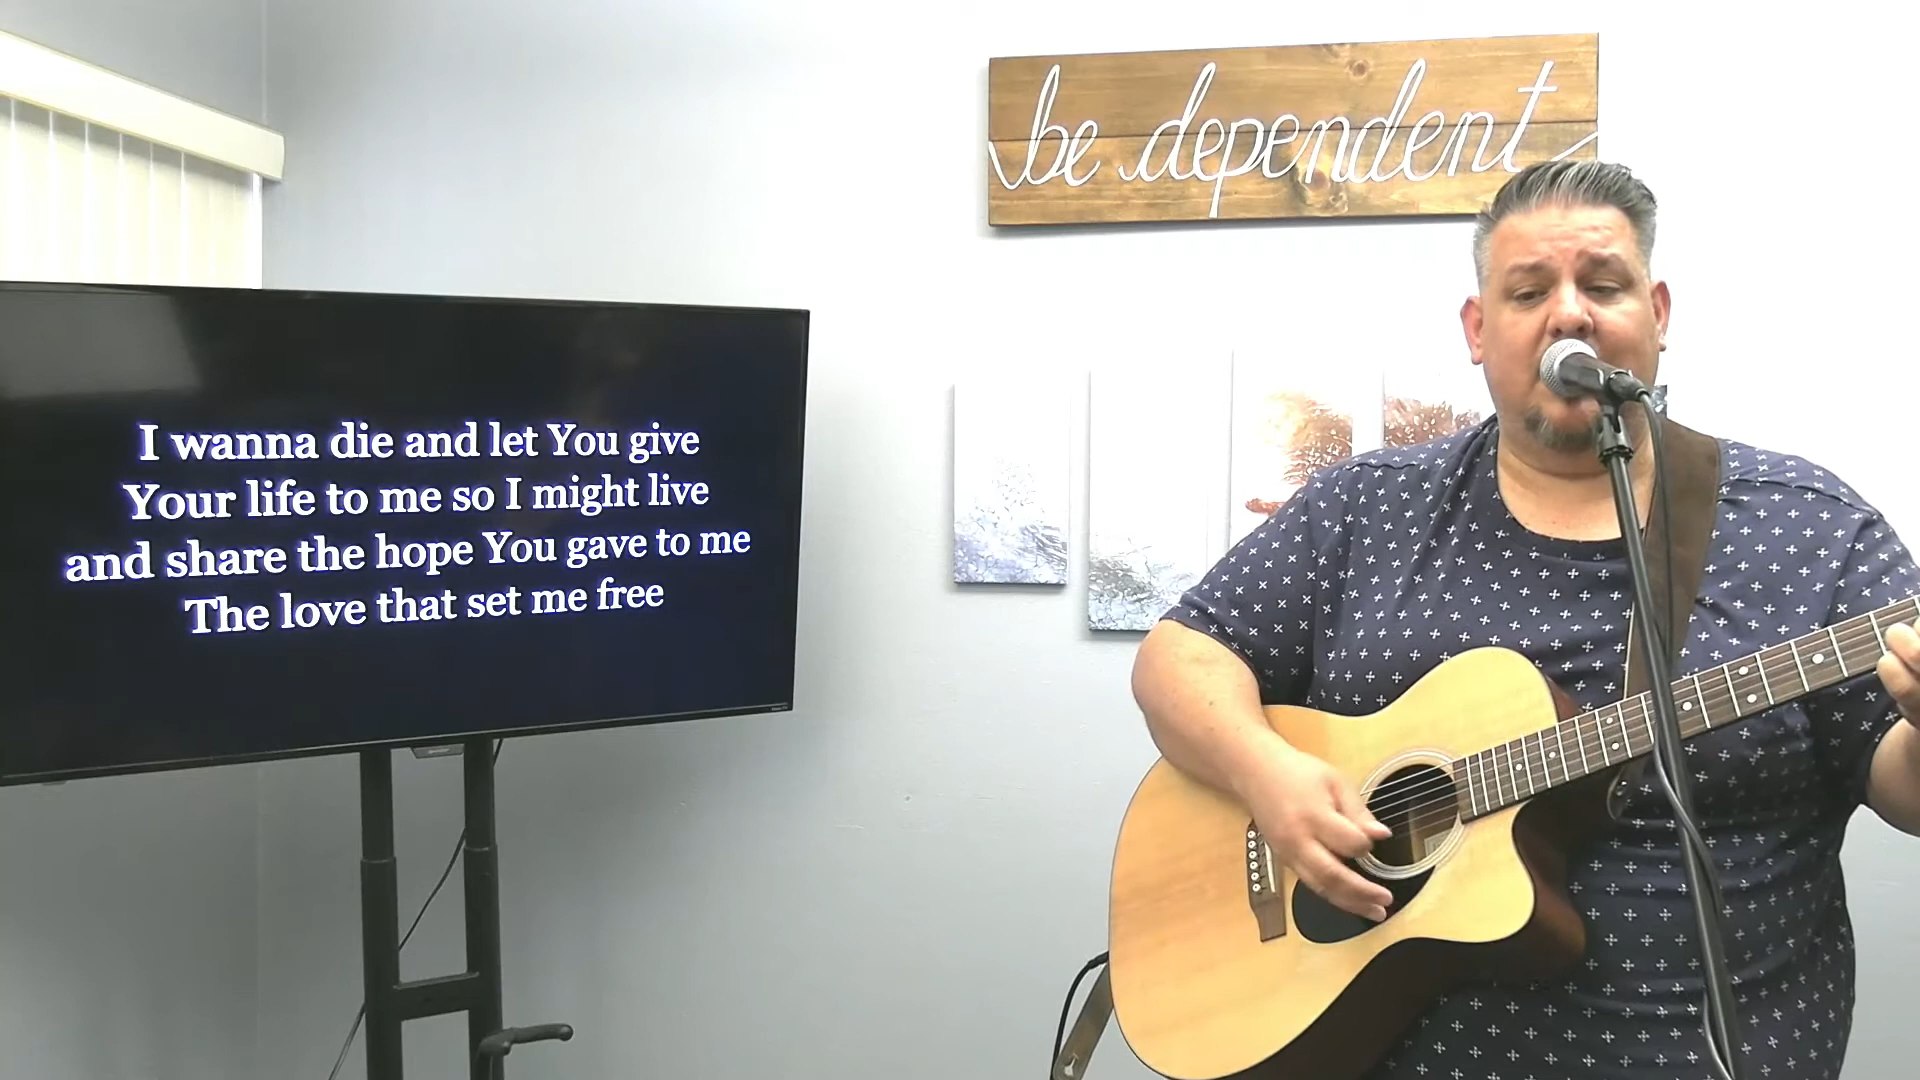 be dependent
I wanna die and let You give
Your life to me so I might live
and share the hope You gave to me
The love that set me free